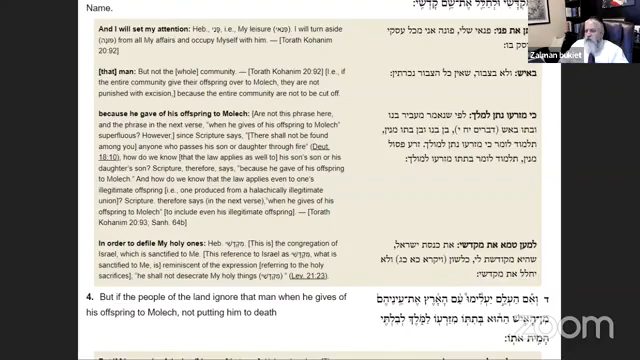 Name.
And I will set my attention: Heb. פָּנַי, i.e., My leisure (פְּנַאי). I will turn aside
(פּוֹנֶה) from all My affairs and occupy Myself with him. — [Torath Kohanim
20:92]
[that] man: But not the [whole] community. — [Torath Kohanim 20:92] [I.e., if
the entire community give their offspring over to Molech, they are not
punished with excision,] because the entire community are not to be cut off.
because he gave of his offspring to Molech: [Are not this phrase here,
and the phrase in the next verse, "when he gives of his offspring to Molech"
superfluous? However,] since Scripture says, "[There shall not be found
among you] anyone who passes his son or daughter through fire" (Deut.
18:10), how do we know [that the law applies as well to] his son's son or his
daughter's son? Scripture, therefore, says, "because he gave of his offspring
to Molech." And how do we know that the law applies even to one's
illegitimate offspring [i.e., one produced from a halachically illegitimate
union]? Scripture. therefore says (in the next verse),"when he gives of his
offspring to Molech" [to include even his illegitimate offspring]. — [Torath
Kohanim 20:93, Sanh. 64b]
In order to defile My holy ones: Heb. מִקְדָּשִׁי. [This] is the congregation of
Israel, which is sanctified to Me. [This reference to Israel as, what is
sanctified to Me, is] reminiscent of the expression [referring to the holy
sacrifices], "he shall not desecrate My holy things (מִקְדָּשַׁי)" (Lev. 21:23).
4. But if the people of the land ignore that man when he gives of
his offspring to Molech, not putting him to death
מִקְדָּשִׁי וּלְחַלֵּל אֶת־שֵׁם קָדְשִׁי:
את פני: פנאי שלי, פונה אני מכל עסקי
בו:
באיש: ולא בצבור, שאין כל הצבור נכרתין:
כי מזרעו נתן למלך: לפי שנאמר מעביר בנו
ובתו באש (דברים יח י), בן בנו ובן בתו מנין,
תלמוד לומר כי מזרעו נתן למולך. זרע פסול
מנין, תלמוד לומר בתתו מזרעו למולך:
למען טמא את מקדשי: את כנסת ישראל,
שהיא מקודשת לי, כלשון (ויקרא כא כג) ולא
יחלל את מקדשי:
ד וְאִ֡ם הַעְלֵ֣ם יַעְלִ֩ימוּ֩ עַ֨ם הָאָ֜רֶץ אֶת־עֵֽינֵיהֶם֙
מִן־הָאִ֣ישׁ הַה֔וּא בְּתִתּ֥וֹ מִזַּרְע֖וֹ לַמֹּ֑לֶךְ לְבִלְתִּ֖י
הָמִ֥ית אֹתֽוֹ:
Zalman bukiet
zoom